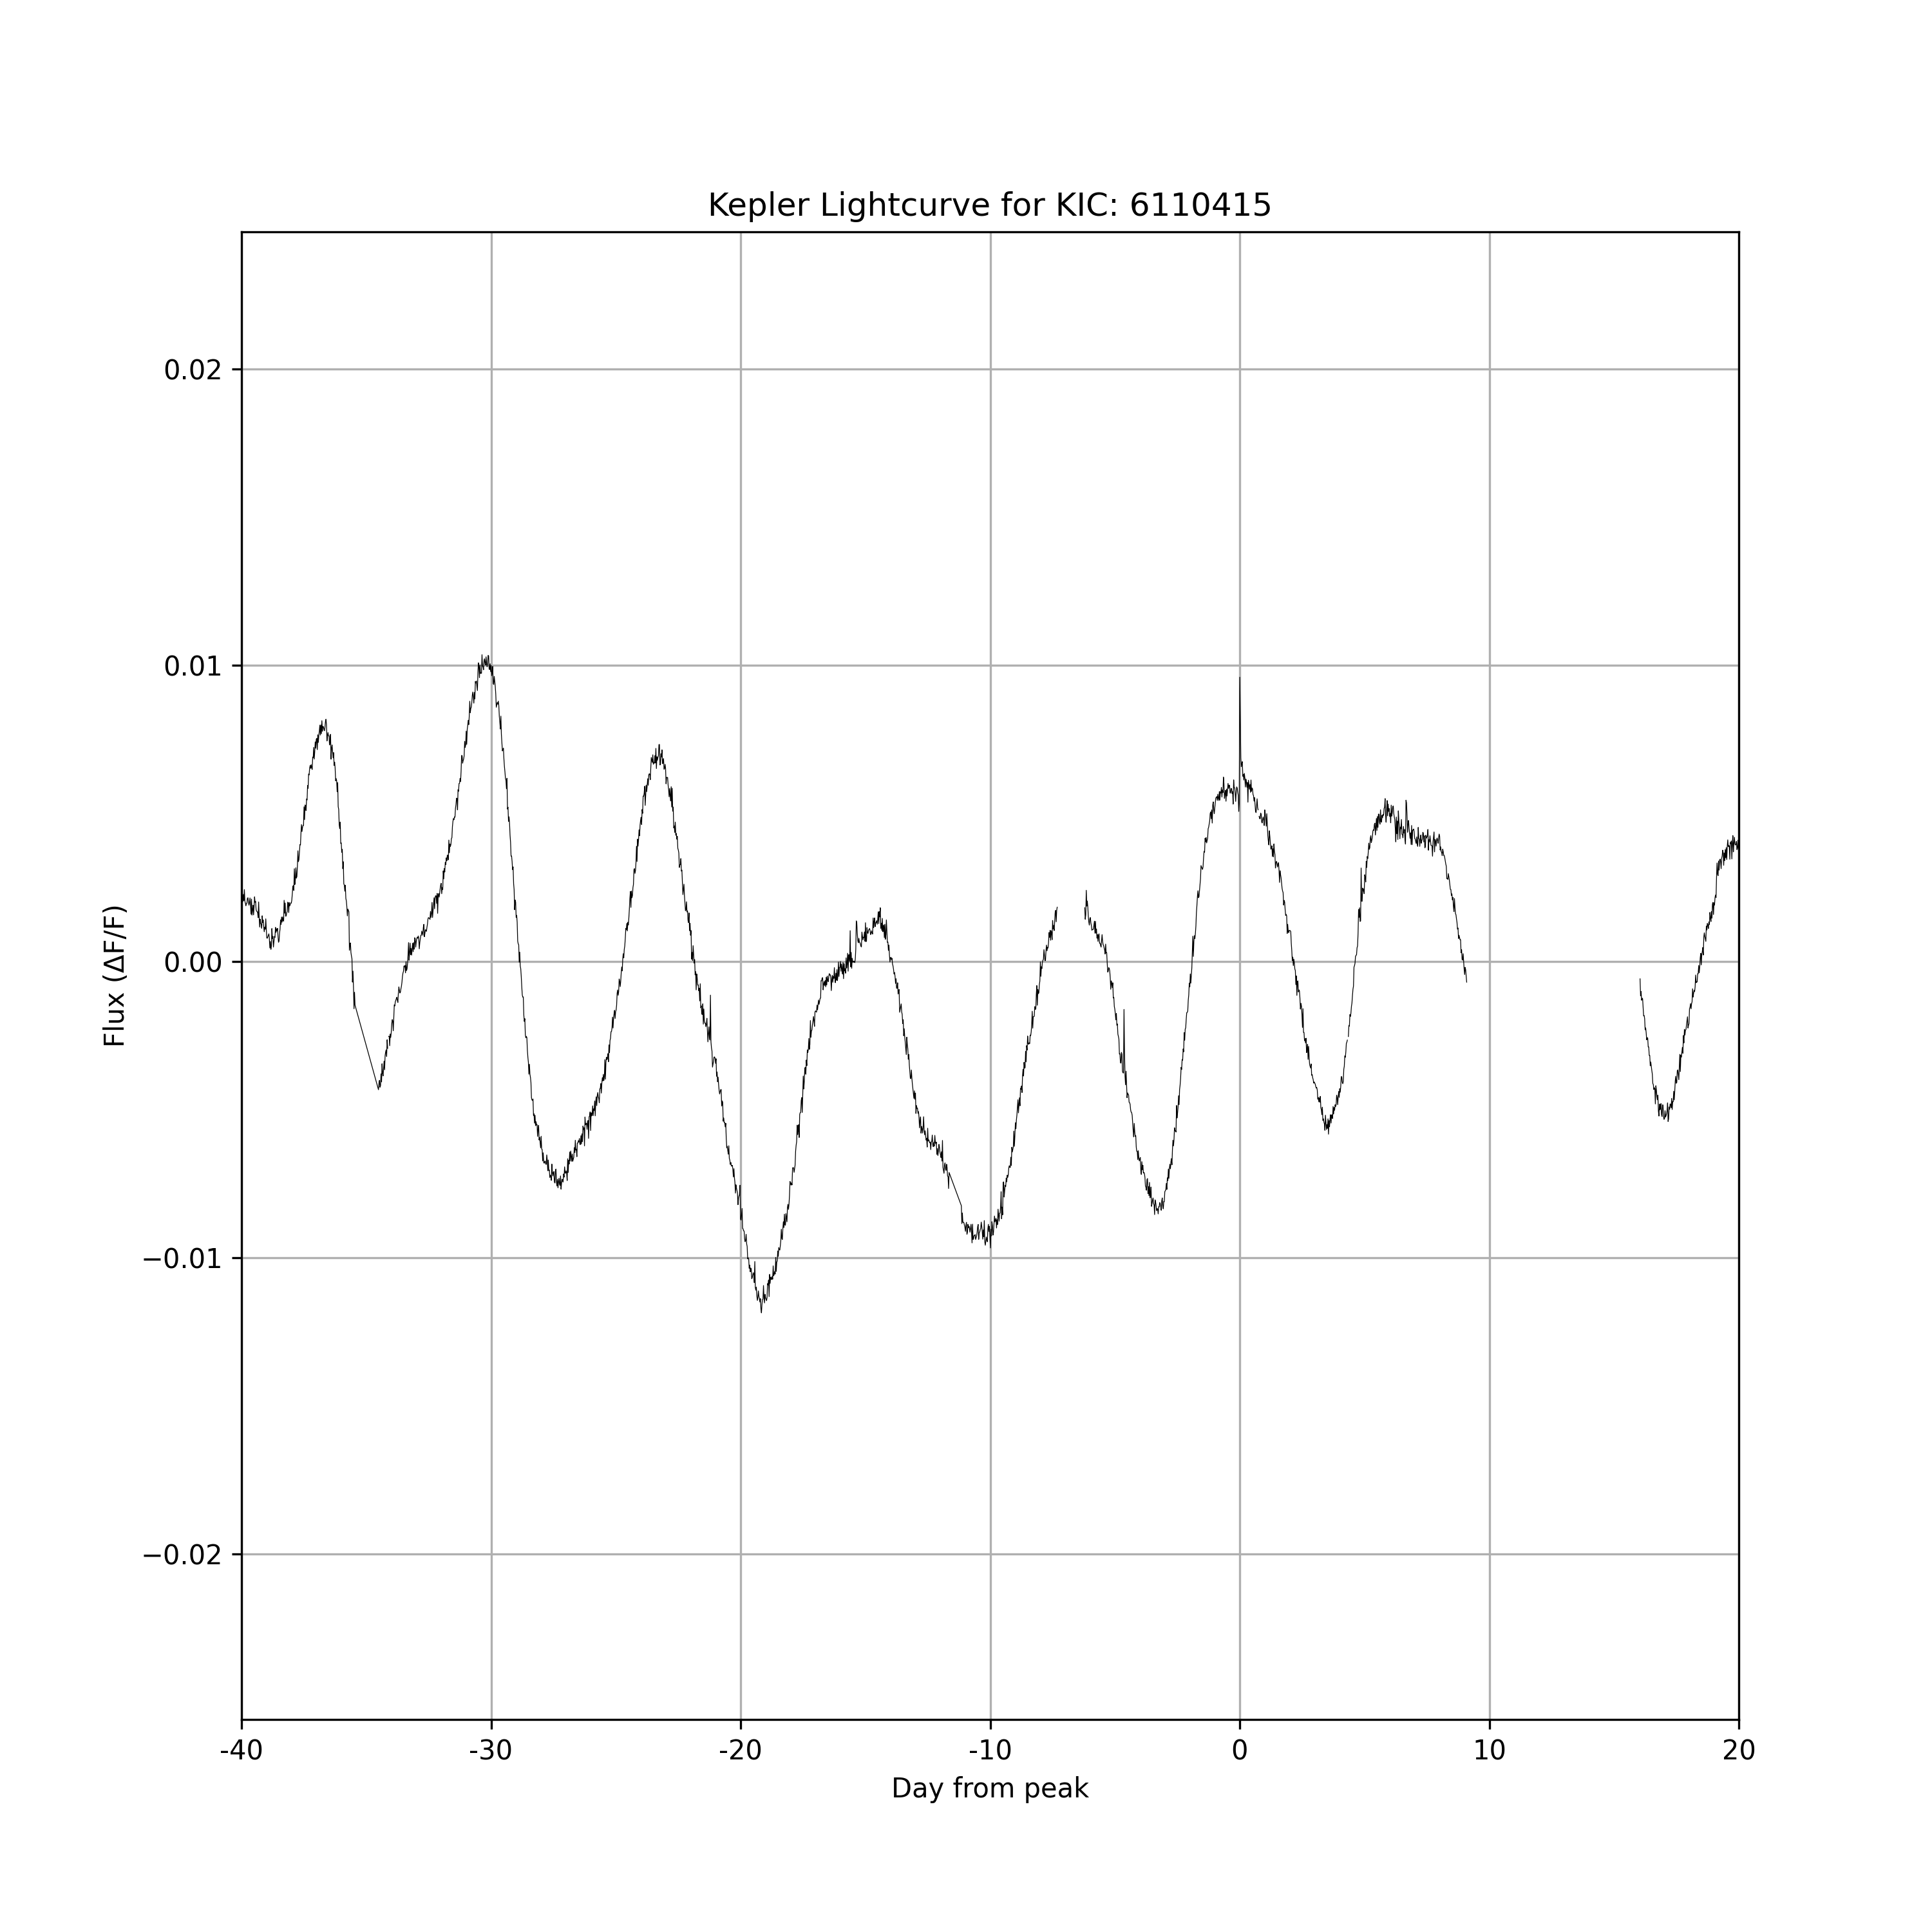 Kepler Lightcurve for KIC: 6110415
0.02
0.01
0.00
−0.01
−0.02
Flux (ΔF/F)
-40 -30 -20 -10 0 10 20
Day from peak